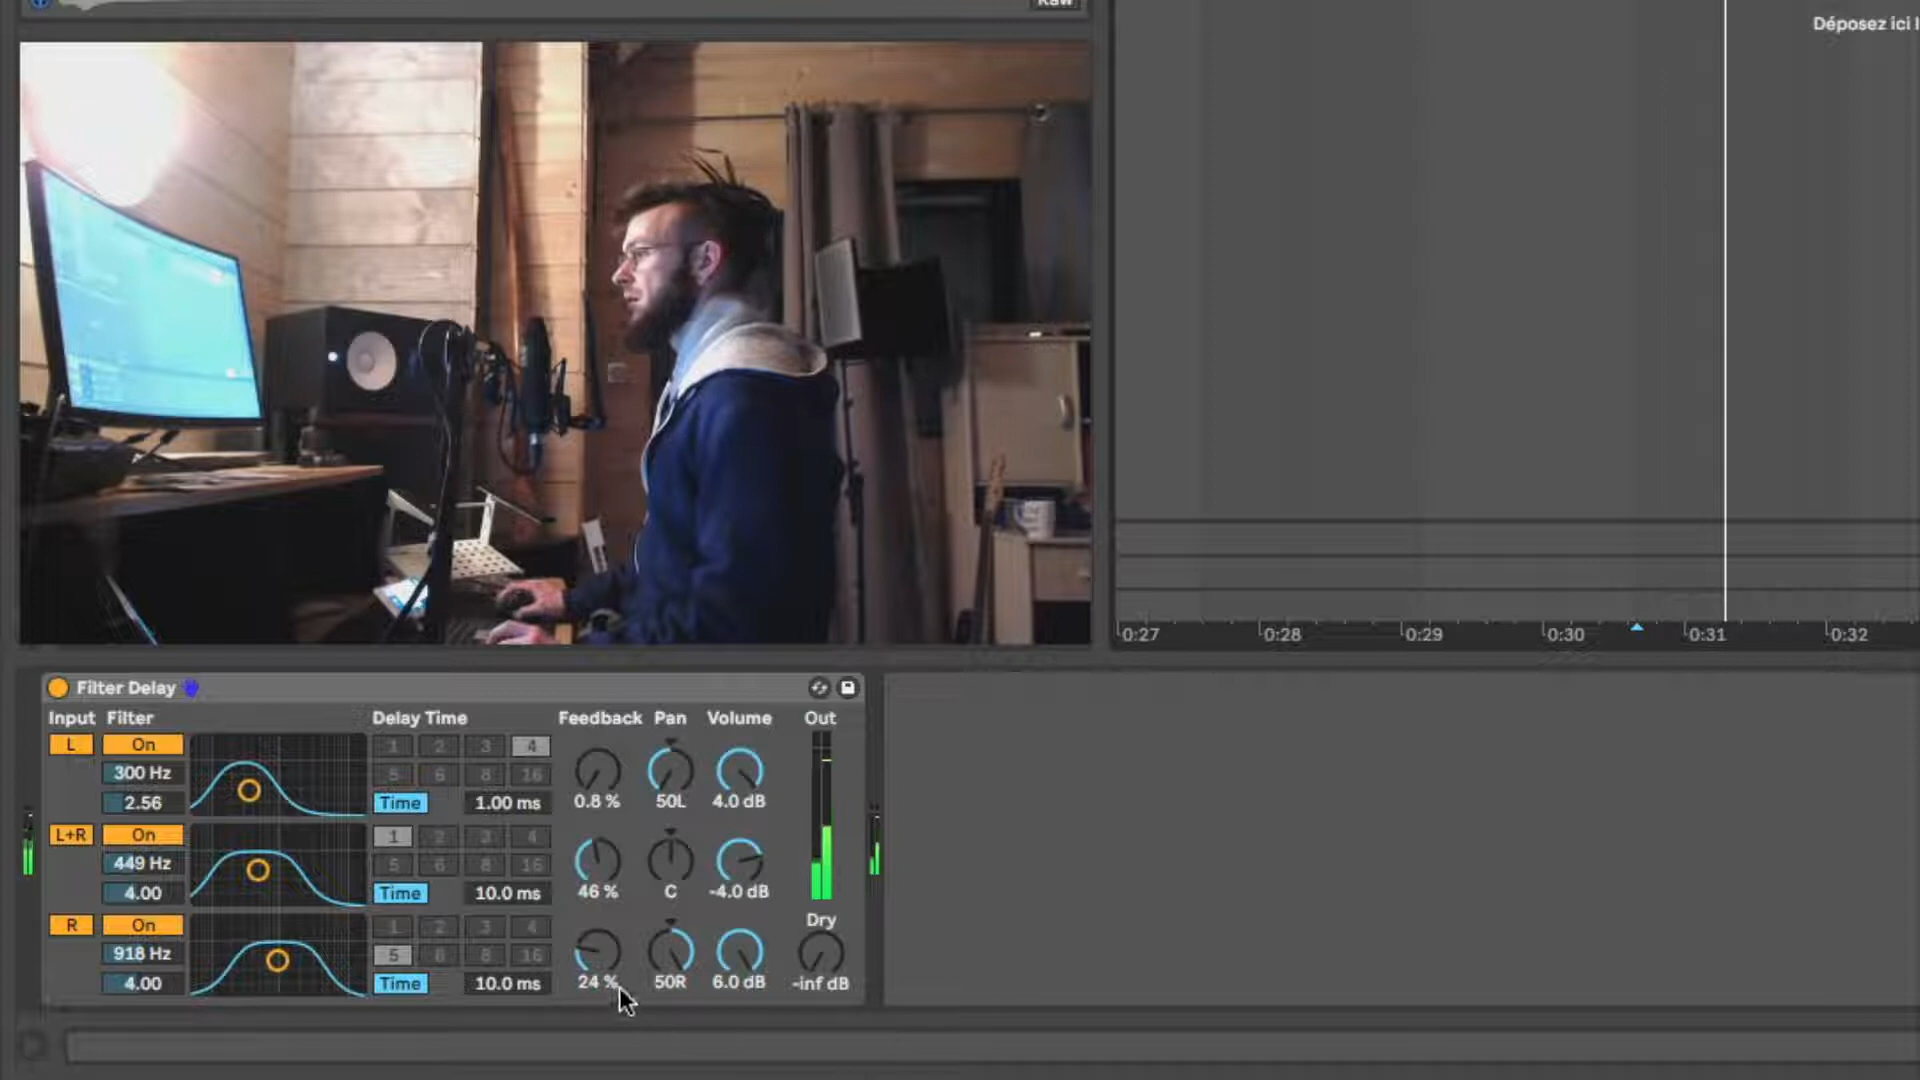 Raw
Déposez ici
0:27 0:28 0:29 0:30 0:31 0:32
Filter Delay
Input Filter Delay Time Feedback Pan Volume Out
L On 1 2 3 4
300 Hz 5 6 8 16
2.56 Time 1.00 ms 0.8 % 50L 4.0 dB
L+R On 1 2 3 4
449 Hz 5 6 8 16
4.00 Time 10.0 ms 46 % C -4.0 dB
R On 1 2 3 4 Dry
918 Hz 5 6 8 16
4.00 Time 10.0 ms 24 % 50R 6.0 dB -inf dB